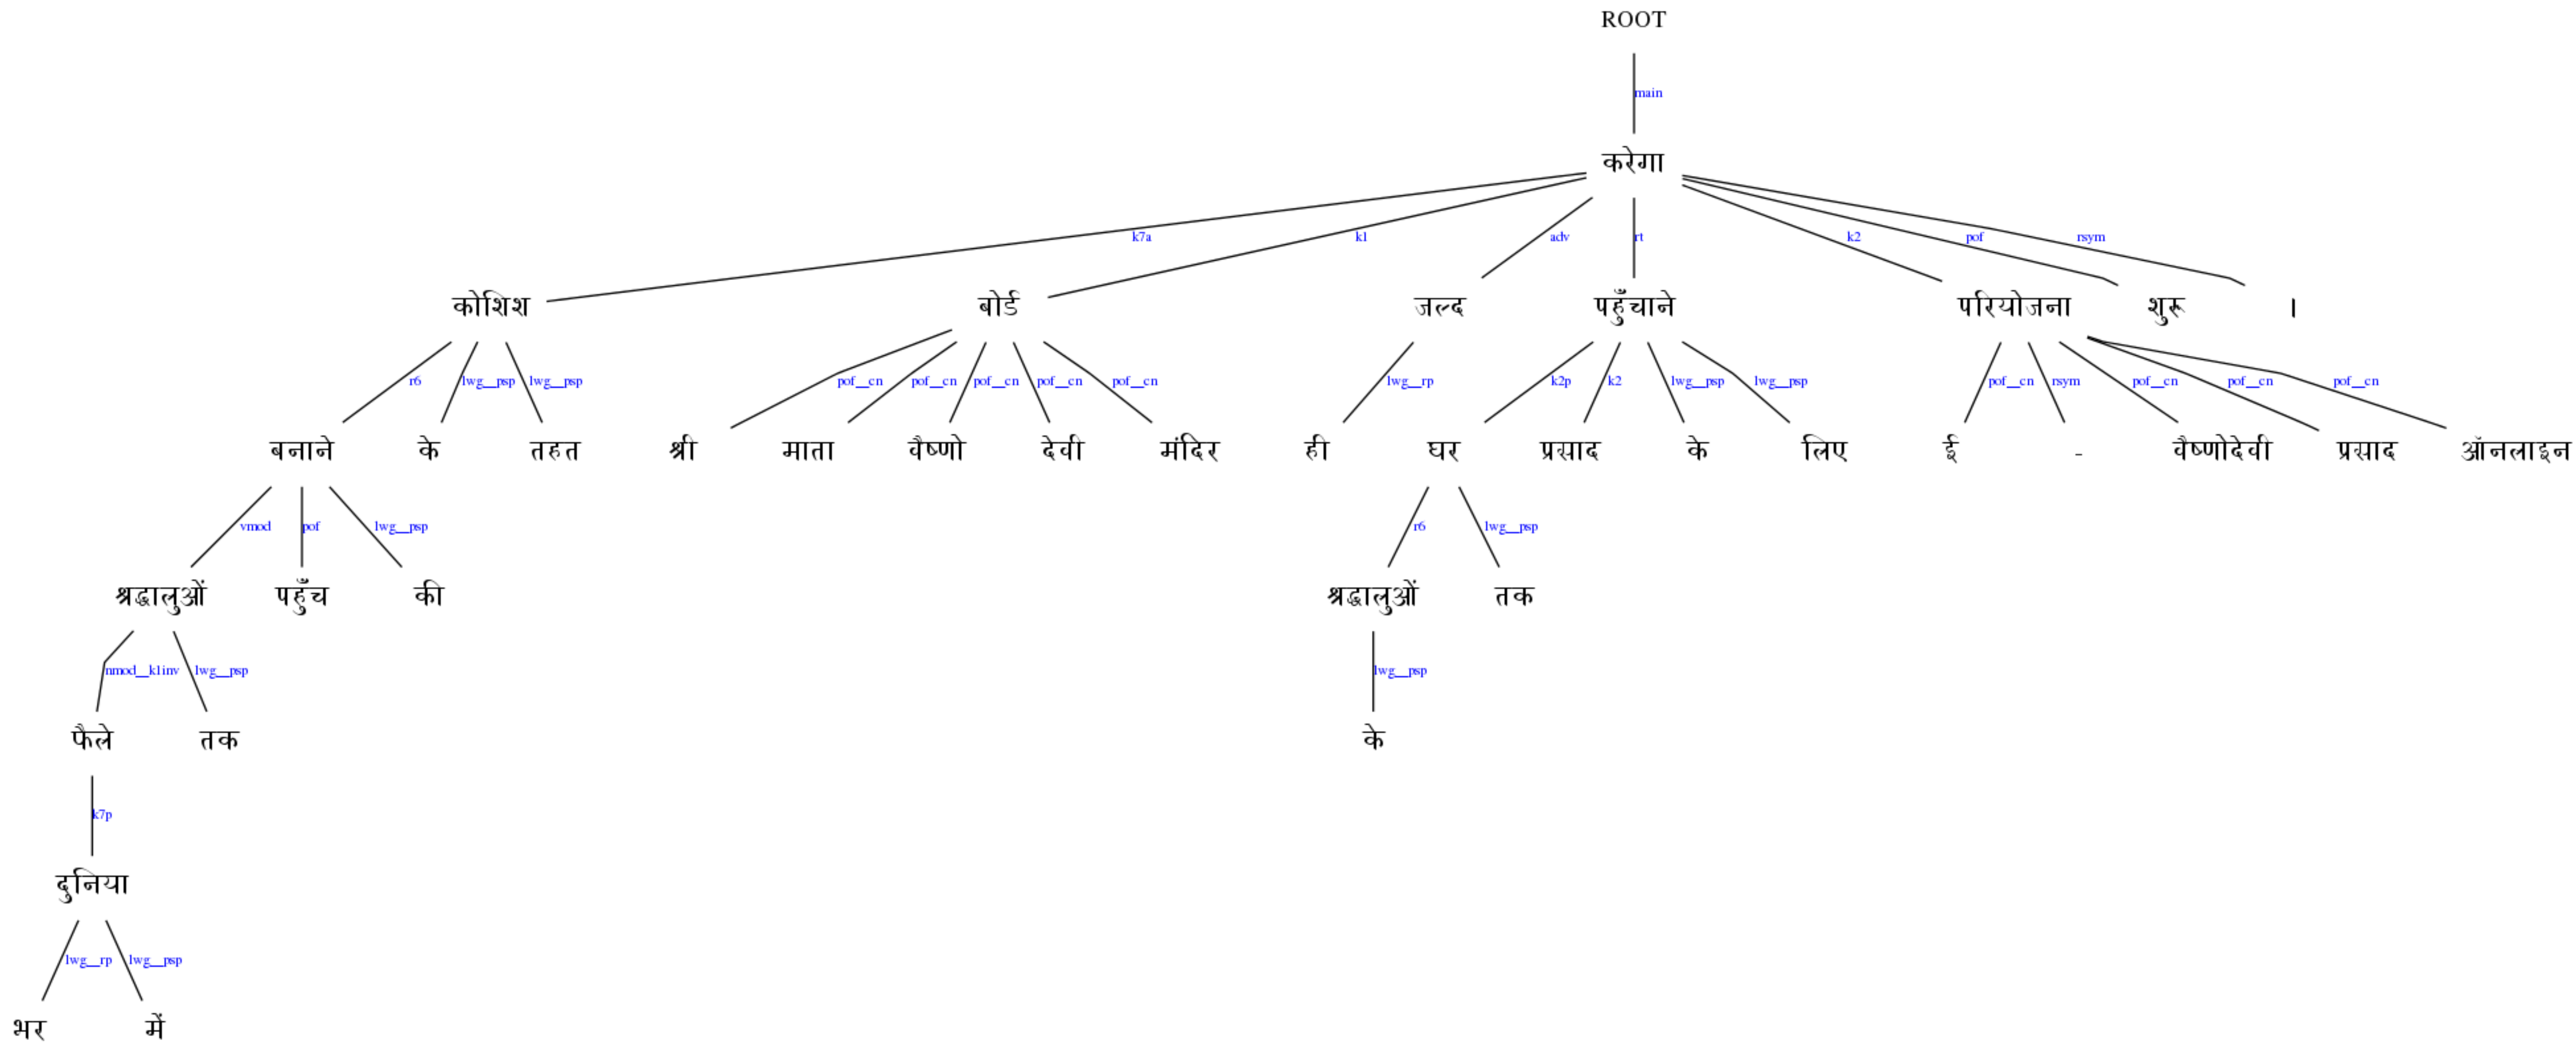 ROOT
main
करेगा
k7a k1 adv rt k2 pof rsym
कोशिश बोर्ड जल्द पहुँचाने परियोजना शुरू ।
r6 lwg__psp lwg__psp pof__cn pof__cn pof__cn pof__cn pof__cn lwg__rp k2p k2 lwg__psp lwg__psp pof__cn rsym pof__cn pof__cn pof__cn
बनाने के तहत श्री माता वैष्णो देवी मंदिर ही घर प्रसाद के लिए ई - वैष्णोदेवी प्रसाद ऑनलाइन
vmod pof lwg__psp r6 lwg__psp
श्रद्धालुओं पहुँच की श्रद्धालुओं तक
nmod__k1inv lwg__psp lwg__psp
फैले तक के
k7p
दुनिया
lwg__rp lwg__psp
भर में